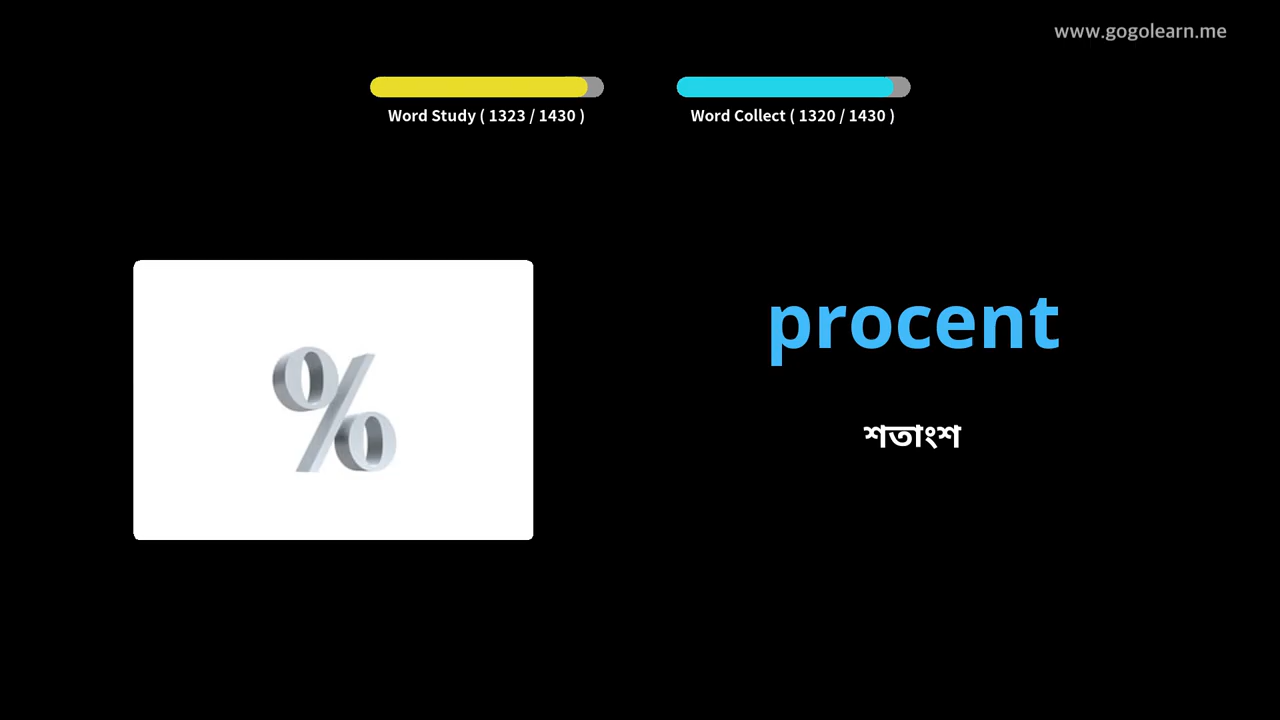 www.gogolearn.me
Word Study ( 1323 / 1430 )
Word Collect ( 1320 / 1430 )
%
procent
শতাংশ